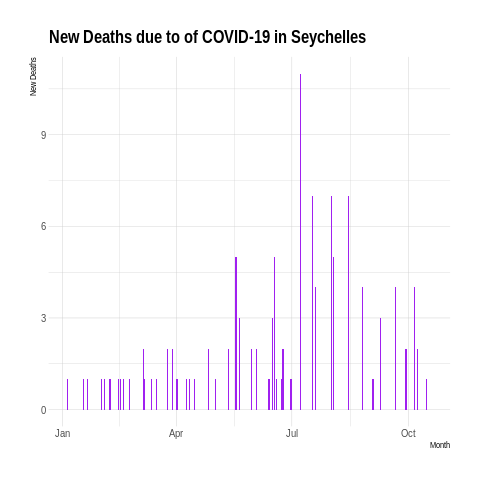 New Deaths due to of COVID-19 in Seychelles
New Deaths
9
6
3
0
Jan Apr Jul Oct
Month